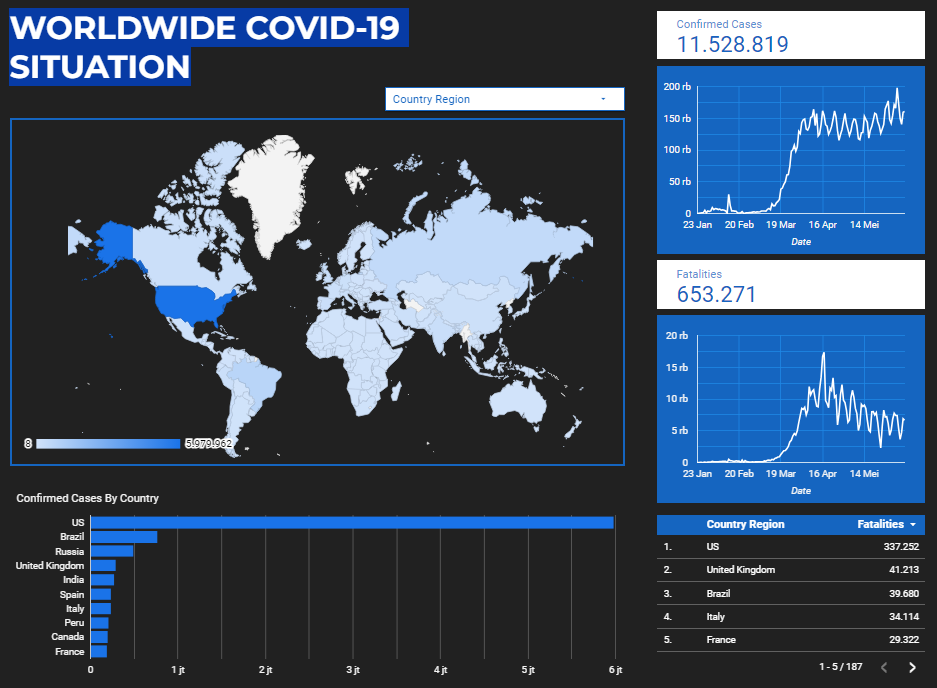 WORLDWIDE COVID-19
SITUATION
Country Region
8
5.979.962
Confirmed Cases By Country
US
Brazil
Russia
United Kingdom
India
Spain
Italy
Peru
Canada
France
0 1 jt 2 jt 3 jt 4 jt 5 jt 6 jt
Confirmed Cases
11.528.819
200 rb
150 rb
100 rb
50 rb
0
23 Jan 20 Feb 19 Mar 16 Apr 14 Mei
Date
Fatalities
653.271
20 rb
15 rb
10 rb
5 rb
0
23 Jan 20 Feb 19 Mar 16 Apr 14 Mei
Date
Country Region Fatalities
1. US 337.252
2. United Kingdom 41.213
3. Brazil 39.680
4. Italy 34.114
5. France 29.322
1 - 5 / 187